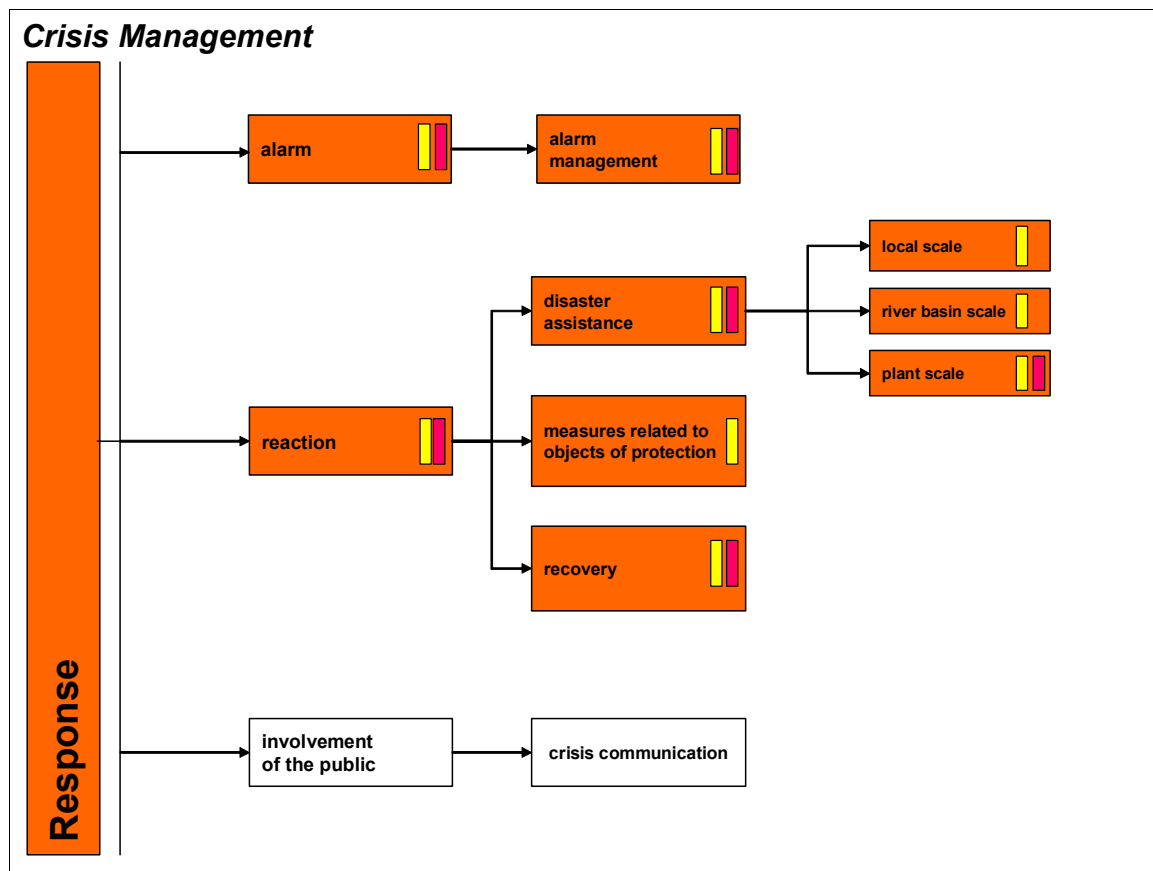 Crisis Management
Response
alarm
alarm
management
local scale
disaster
assistance
river basin scale
plant scale
reaction
measures related to
objects of protection
recovery
involvement
of the public
crisis communication